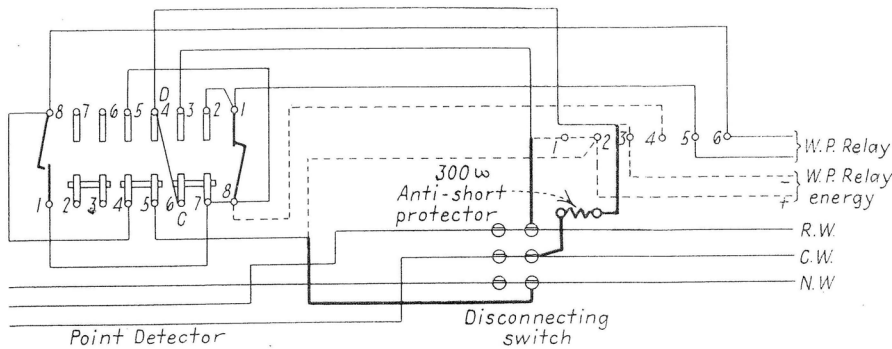 D
8 7 6 5 4 3 2 1
1 2 3 4 5 6 7 8
C
1 2 3 4 5 6
W.P. Relay
W.P. Relay
energy
−
+
300 ω
Anti-short
protector
R.W.
C.W.
N.W
Point Detector
Disconnecting
switch